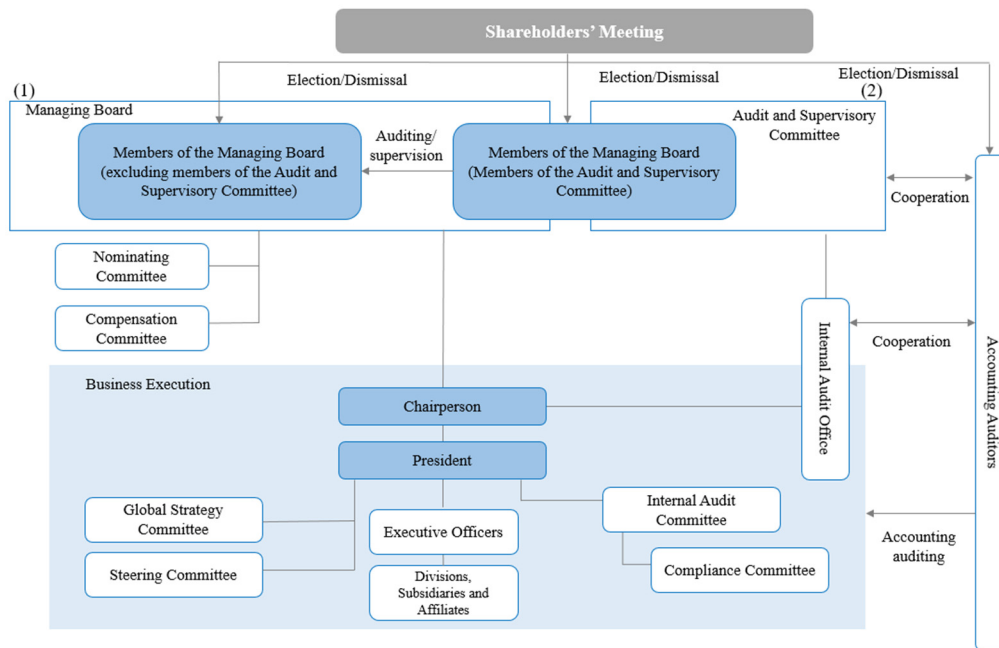 Shareholders’ Meeting
Election/Dismissal
Election/Dismissal
Election/Dismissal
(1)
(2)
Managing Board
Audit and Supervisory
Committee
Members of the Managing Board
(excluding members of the Audit and
Supervisory Committee)
Auditing/
supervision
Members of the Managing Board
(Members of the Audit and Supervisory
Committee)
Cooperation
Nominating
Committee
Compensation
Committee
Internal Audit Office
Cooperation
Accounting Auditors
Business Execution
Chairperson
President
Global Strategy
Committee
Steering Committee
Executive Officers
Divisions,
Subsidiaries and
Affiliates
Internal Audit
Committee
Compliance Committee
Accounting
auditing